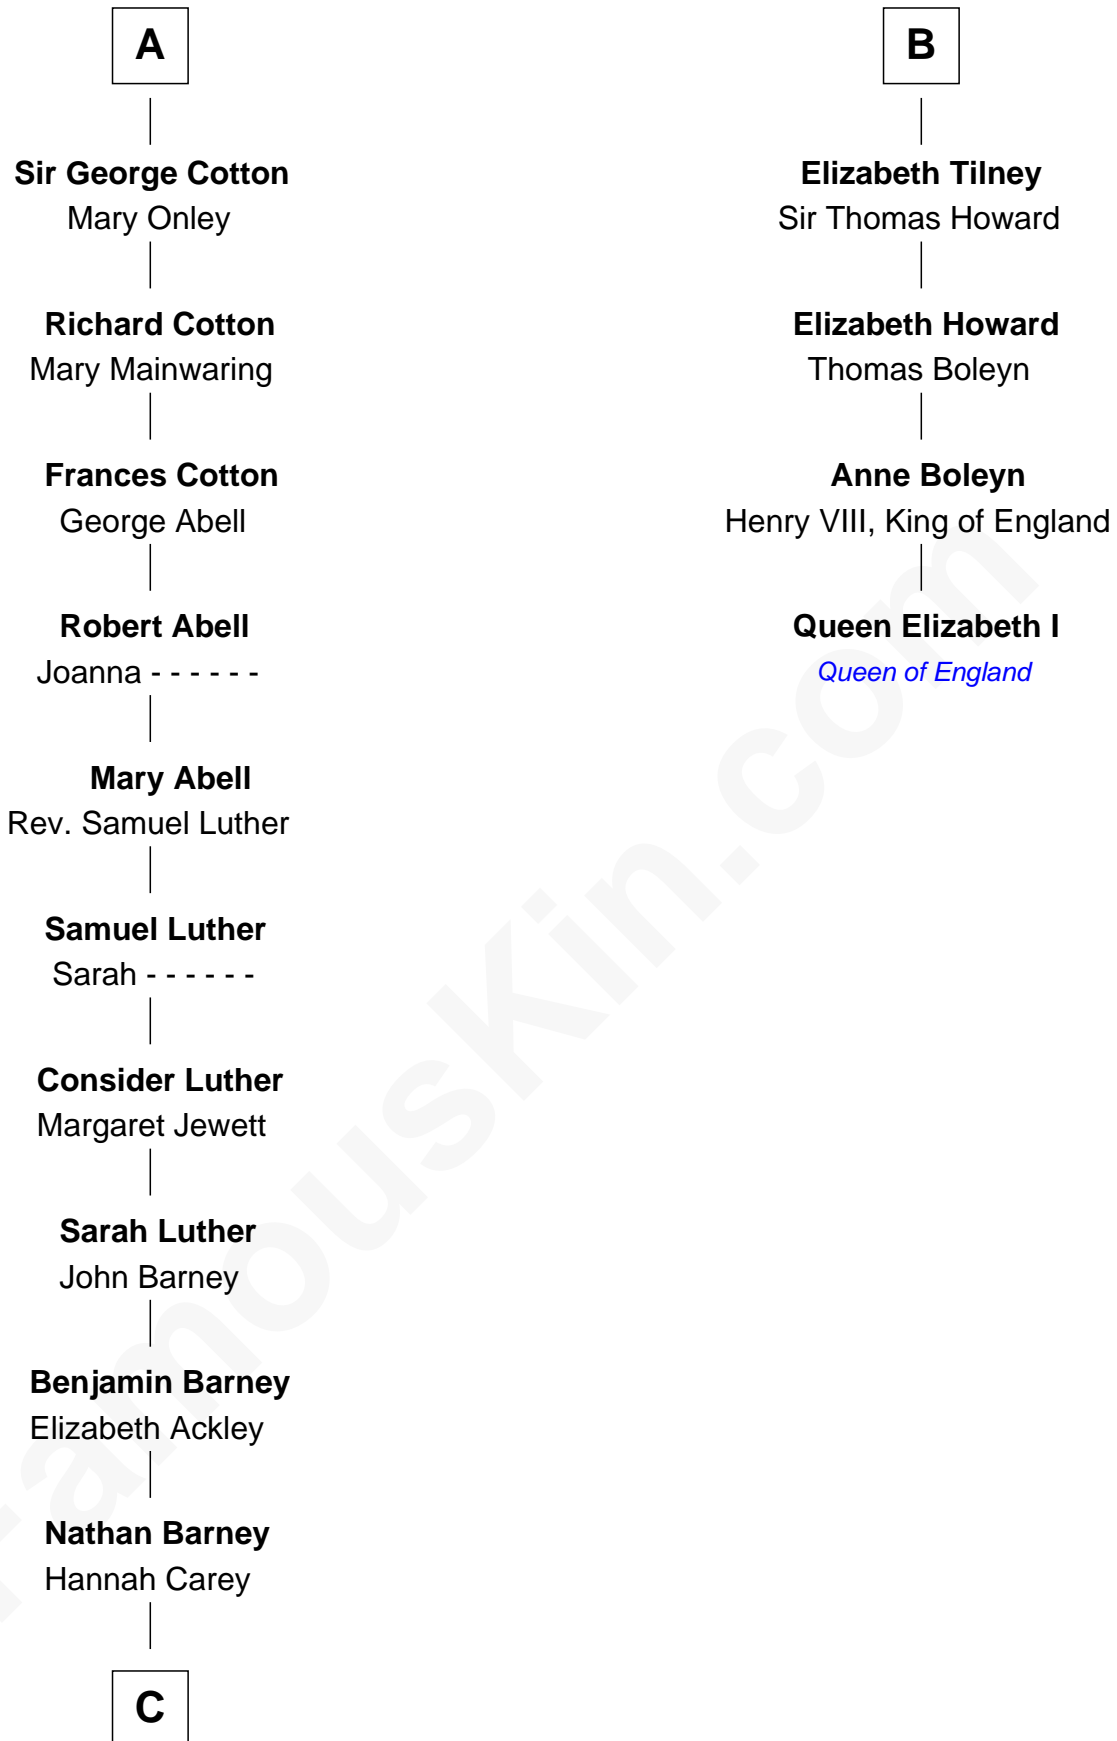 A
Sir George Cotton
Mary Onley
Richard Cotton
Mary Mainwaring
Frances Cotton
George Abell
Robert Abell
Joanna - - - - - -
Mary Abell
Rev. Samuel Luther
Samuel Luther
Sarah - - - - - -
Consider Luther
Margaret Jewett
Sarah Luther
John Barney
Benjamin Barney
Elizabeth Ackley
Nathan Barney
Hannah Carey
C
B
Elizabeth Tilney
Sir Thomas Howard
Elizabeth Howard
Thomas Boleyn
Anne Boleyn
Henry VIII, King of England
Queen Elizabeth I
Queen of England
FamousKin.com